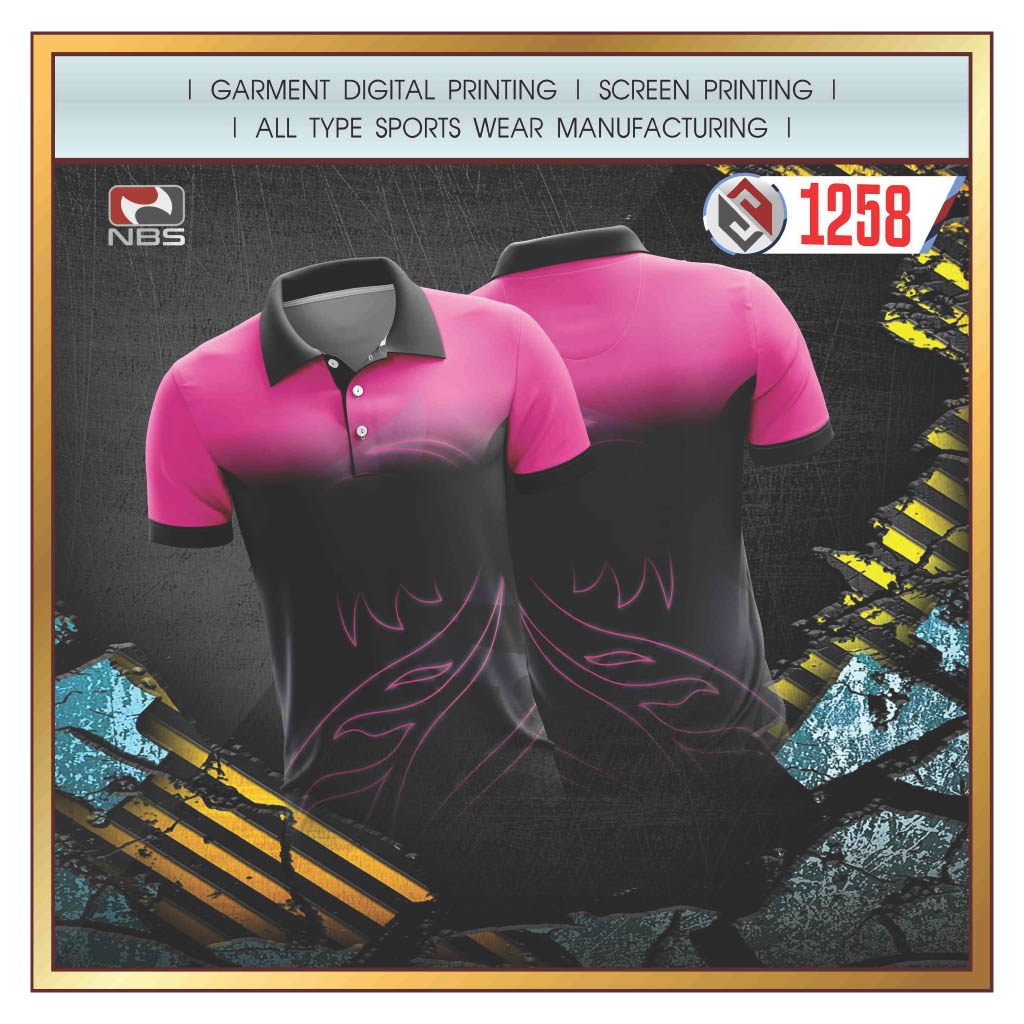 | GARMENT DIGITAL PRINTING | SCREEN PRINTING |
| ALL TYPE SPORTS WEAR MANUFACTURING |
NBS
1258